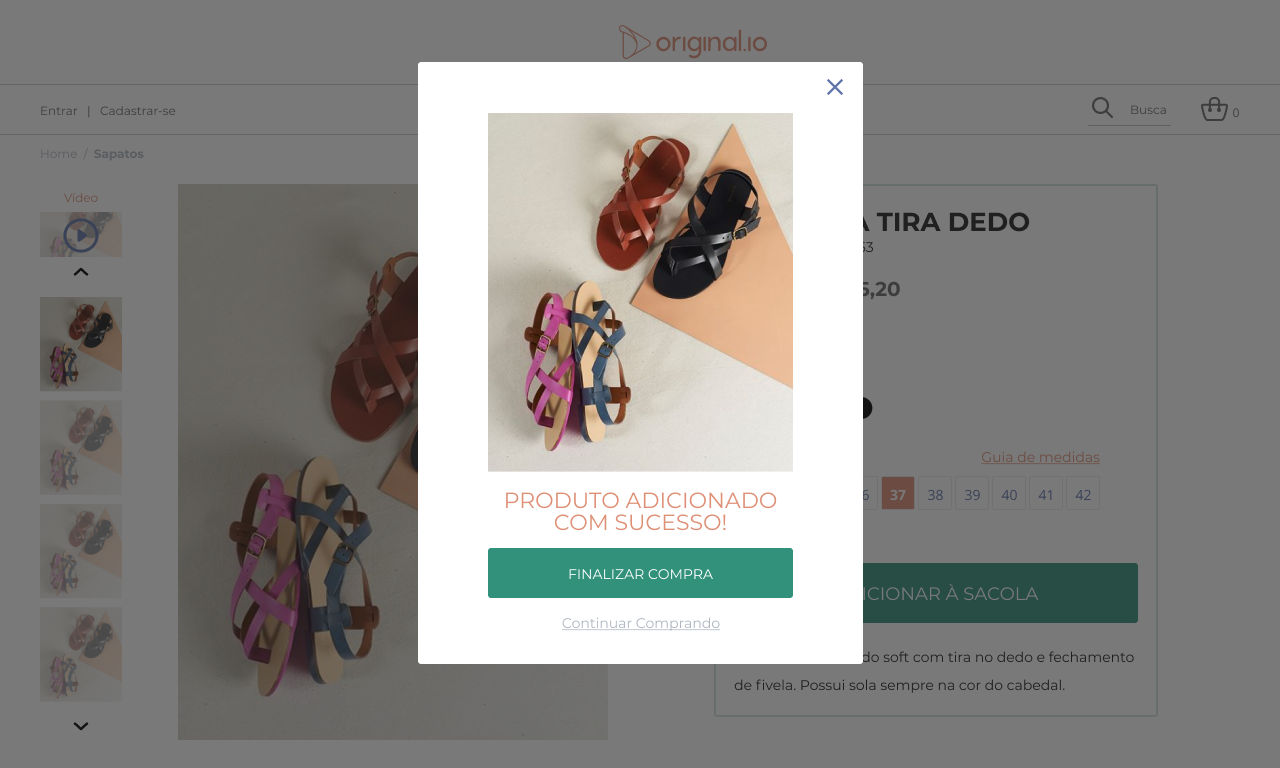 original.io
Entrar | Cadastrar-se
Busca
0
Home / Sapatos
Video
TIRA DEDO
53
5,20
Guia de medidas
6 37 38 39 40 41 42
ICIONAR À SACOLA
do soft com tira no dedo e fechamento
de fivela. Possui sola sempre na cor do cabedal.
PRODUTO ADICIONADO
COM SUCESSO!
FINALIZAR COMPRA
Continuar Comprando